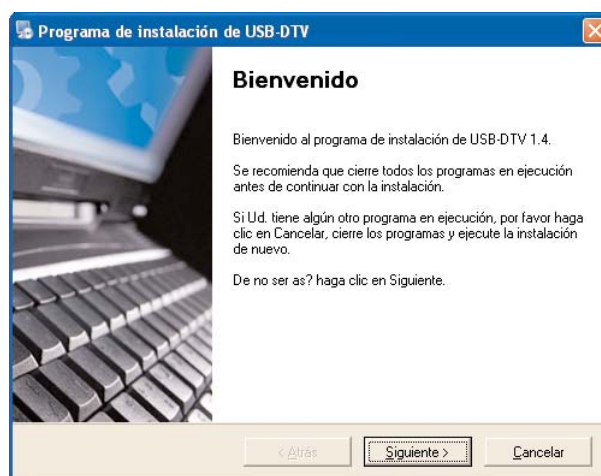 Programa de instalación de USB-DTV
Bienvenido
Bienvenido al programa de instalación de USB-DTV 1.4.
Se recomienda que cierre todos los programas en ejecución
antes de continuar con la instalación.
Si Ud. tiene algún otro programa en ejecución, por favor haga
clic en Cancelar, cierre los programas y ejecute la instalación
de nuevo.
De no ser as? haga clic en Siguiente.
< Atrás
Siguiente >
Cancelar